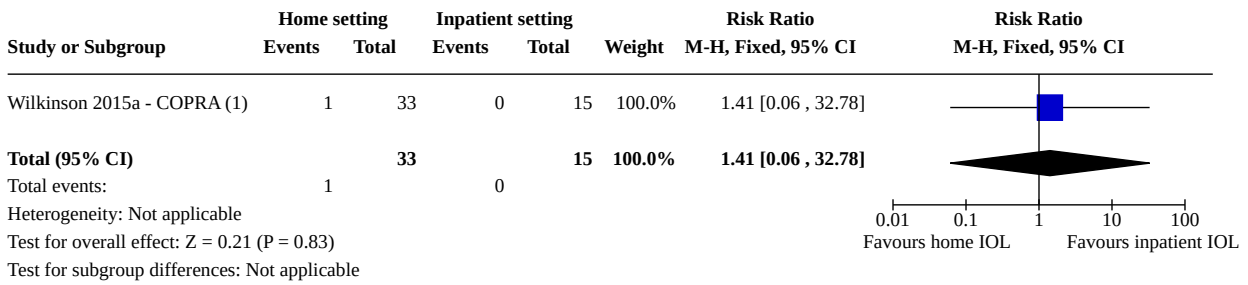 Home setting Inpatient setting Risk Ratio Risk Ratio
Study or Subgroup Events Total Events Total Weight M-H, Fixed, 95% CI M-H, Fixed, 95% CI
Wilkinson 2015a - COPRA (1) 1 33 0 15 100.0% 1.41 [0.06 , 32.78]
Total (95% CI) 33 15 100.0% 1.41 [0.06 , 32.78]
Total events: 1 0
Heterogeneity: Not applicable
0.01 0.1 1 10 100
Test for overall effect: Z = 0.21 (P = 0.83) Favours home IOL Favours inpatient IOL
Test for subgroup differences: Not applicable